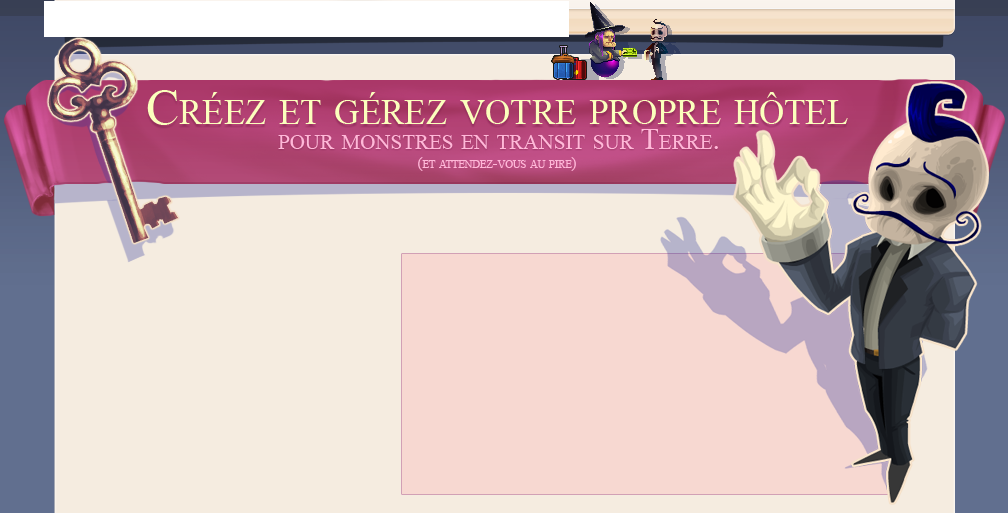 Créez et gérez votre propre hôtel
pour monstres en transit sur Terre.
(et attendez-vous au pire)